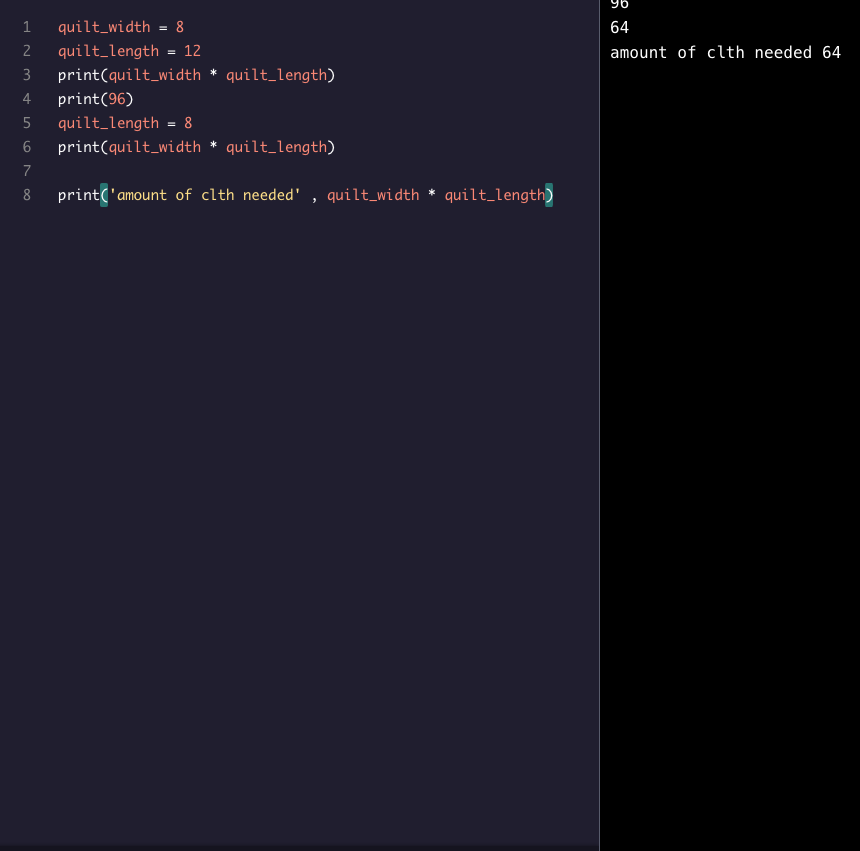 1 quilt_width = 8
2 quilt_length = 12
3 print(quilt_width * quilt_length)
4 print(96)
5 quilt_length = 8
6 print(quilt_width * quilt_length)
7
8 print('amount of clth needed' , quilt_width * quilt_length)
96
64
amount of clth needed 64